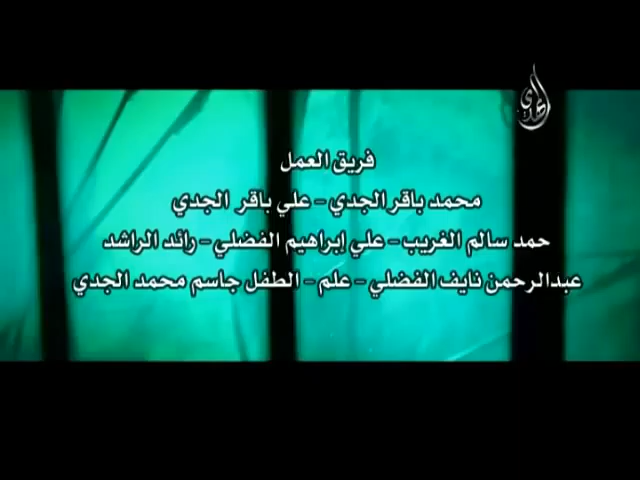 الهادي
فريق العمل
محمد باقر الجدي - علي باقر الجدي
حمد سالم الغريب - علي إبراهيم الفضلي - رائد الراشد
عبدالرحمن نايف الفضلي - علم - الطفل جاسم محمد الجدي